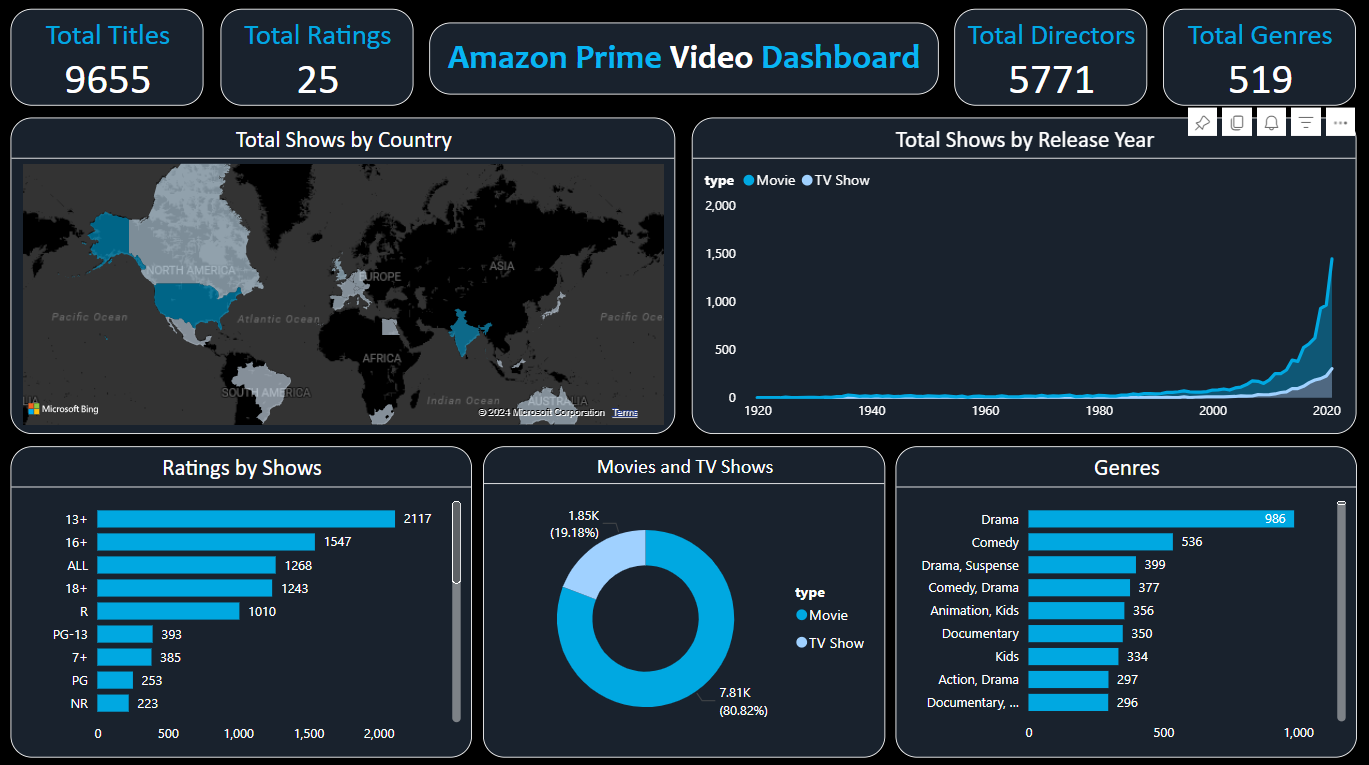 Total Titles
9655
Total Ratings
25
Amazon Prime Video Dashboard
Total Directors
5771
Total Genres
519
Total Shows by Country
NORTH AMERICA
EUROPE
ASIA
Pacific Ocean
Atlantic Ocean
Pacific Oce
AFRICA
SOUTH AMERICA
Indian Ocean
AUSTRALIA
LIA
Microsoft Bing
© 2024 Microsoft Corporation Terms
Total Shows by Release Year
type Movie TV Show
2,000
1,500
1,000
500
0
1920 1940 1960 1980 2000 2020
Ratings by Shows
13+ 2117
16+ 1547
ALL 1268
18+ 1243
R 1010
PG-13 393
7+ 385
PG 253
NR 223
0 500 1,000 1,500 2,000
Movies and TV Shows
1.85K
(19.18%)
type
Movie
TV Show
7.81K
(80.82%)
Genres
Drama 986
Comedy 536
Drama, Suspense 399
Comedy, Drama 377
Animation, Kids 356
Documentary 350
Kids 334
Action, Drama 297
Documentary, ... 296
0 500 1,000